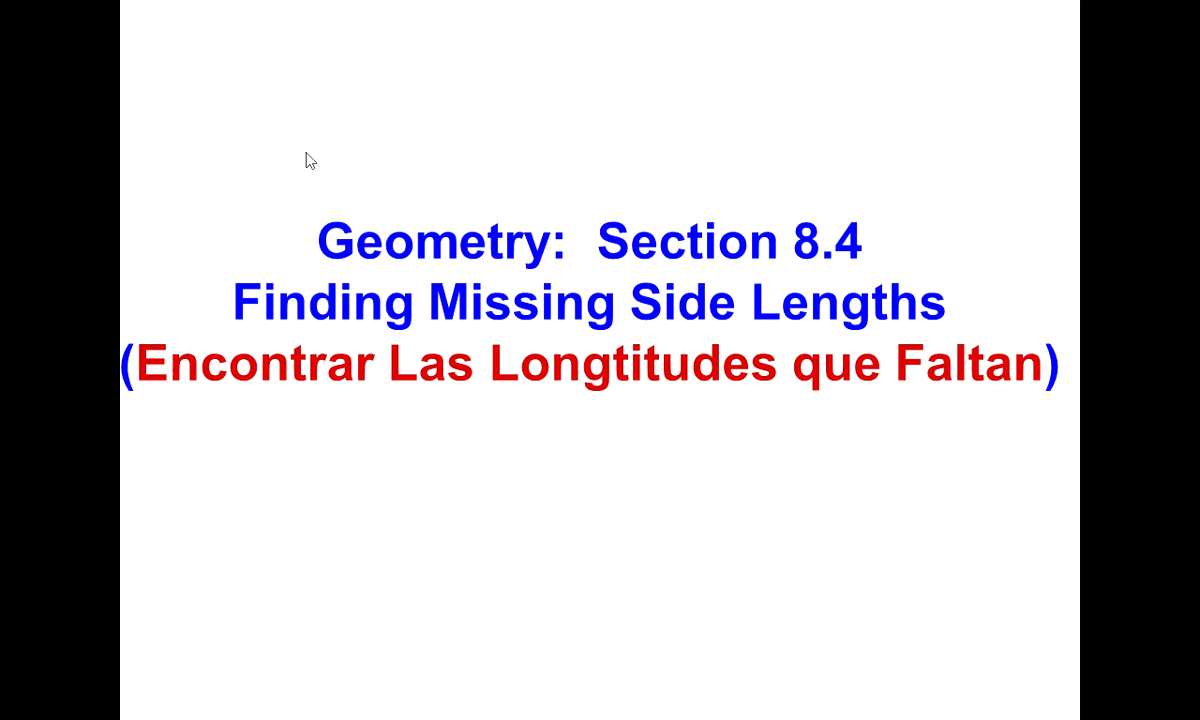 Geometry:  Section 8.4
Finding Missing Side Lengths
(Encontrar Las Longtitudes que Faltan)